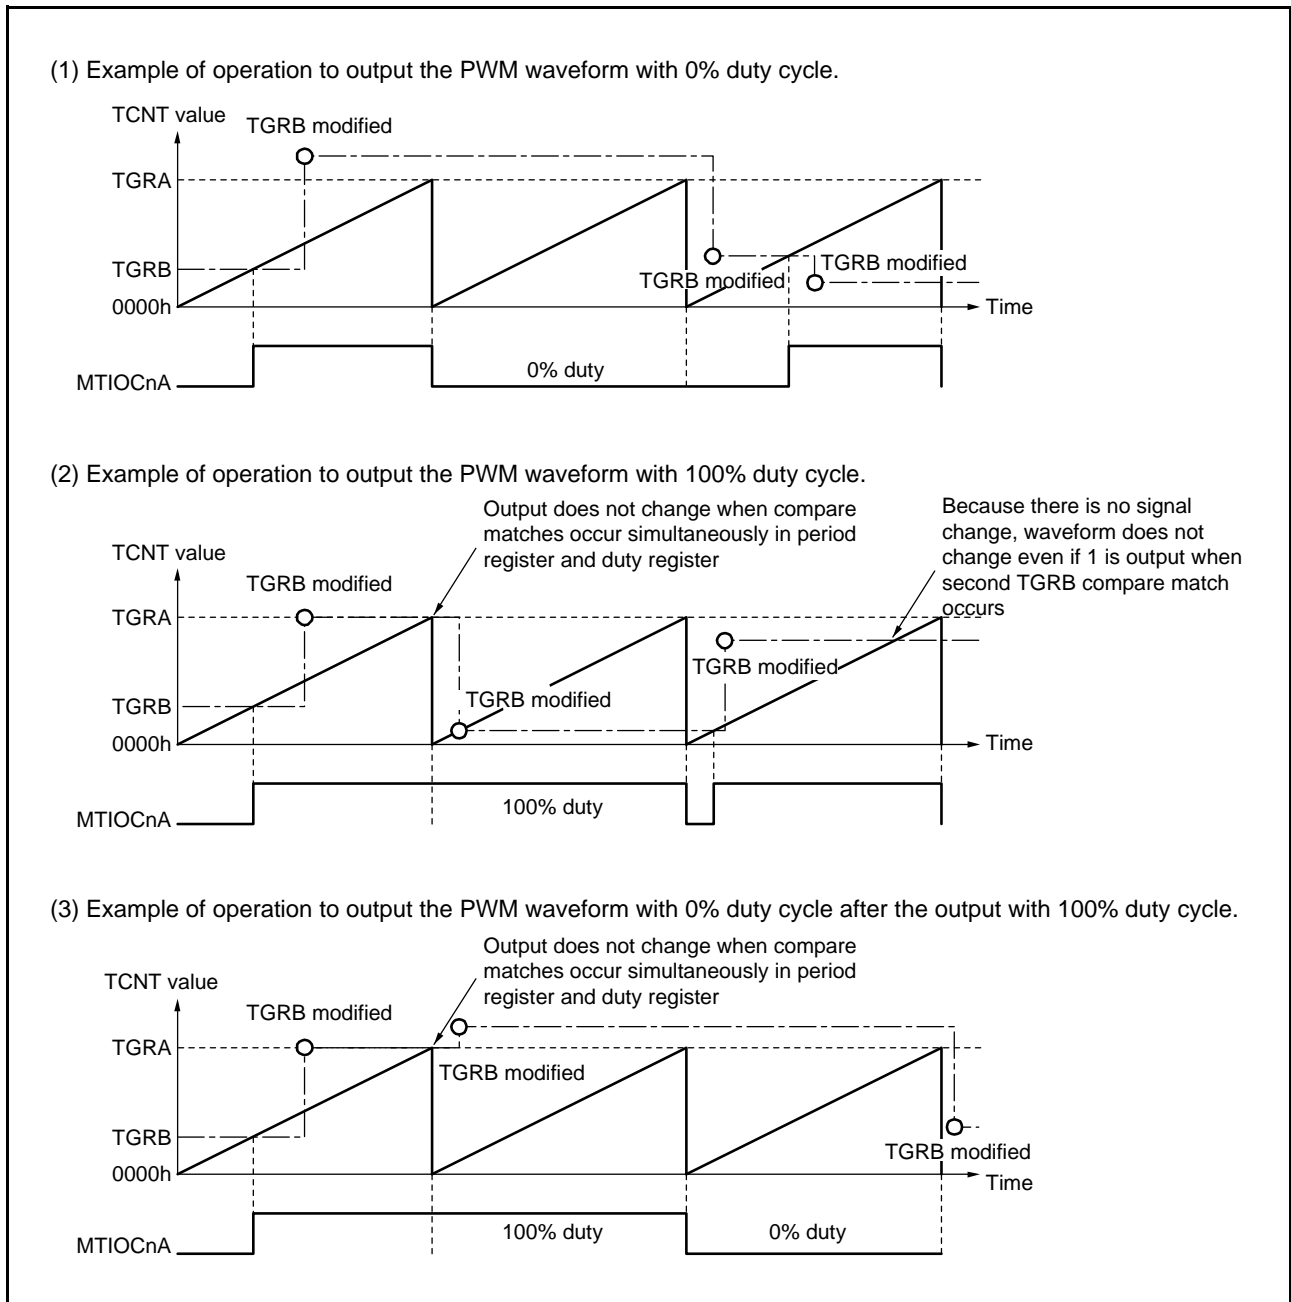 (1) Example of operation to output the PWM waveform with 0% duty cycle.
TCNT value
TGRB modified
TGRA
TGRB
TGRB modified
TGRB modified
0000h
Time
0% duty
MTIOCnA
(2) Example of operation to output the PWM waveform with 100% duty cycle.
Output does not change when compare
matches occur simultaneously in period
register and duty register
Because there is no signal
change, waveform does not
change even if 1 is output when
second TGRB compare match
occurs
TCNT value
TGRB modified
TGRA
TGRB modified
TGRB modified
TGRB
0000h
Time
100% duty
MTIOCnA
(3) Example of operation to output the PWM waveform with 0% duty cycle after the output with 100% duty cycle.
Output does not change when compare
matches occur simultaneously in period
register and duty register
TCNT value
TGRB modified
TGRA
TGRB modified
TGRB
TGRB modified
0000h
Time
100% duty
0% duty
MTIOCnA